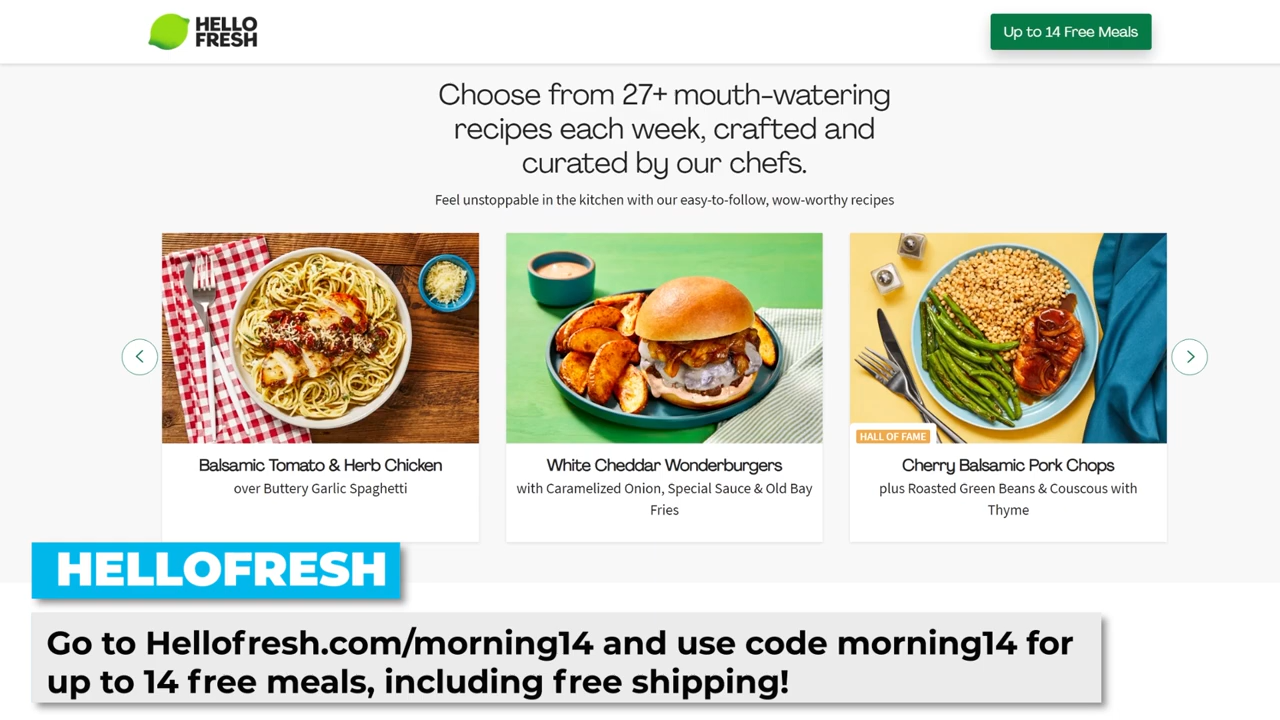 HELLO
FRESH
Up to 14 Free Meals
Choose from 27+ mouth-watering
recipes each week, crafted and
curated by our chefs.
Feel unstoppable in the kitchen with our easy-to-follow, wow-worthy recipes
HALL OF FAME
Balsamic Tomato & Herb Chicken
over Buttery Garlic Spaghetti
White Cheddar Wonderburgers
with Caramelized Onion, Special Sauce & Old Bay
Fries
Cherry Balsamic Pork Chops
plus Roasted Green Beans & Couscous with
Thyme
HELLOFRESH
Go to Hellofresh.com/morning14 and use code morning14 for
up to 14 free meals, including free shipping!